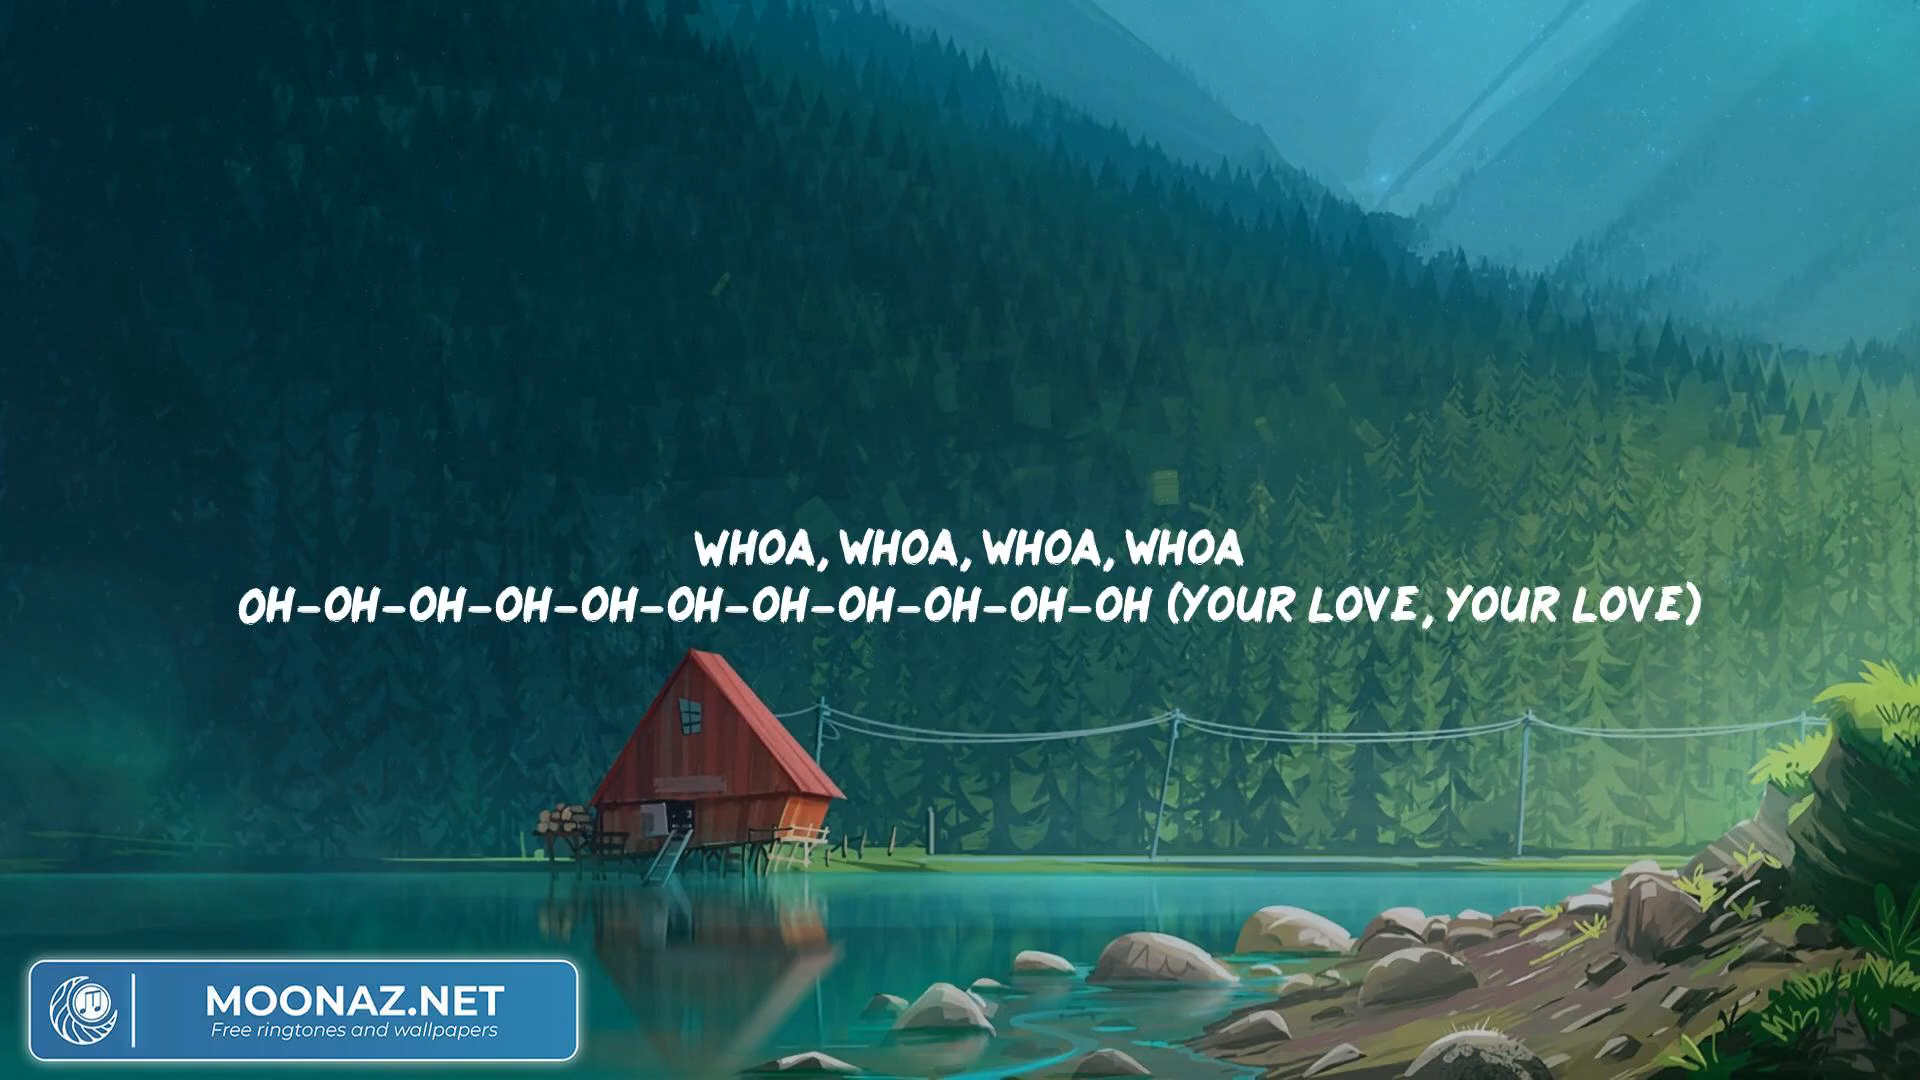 WHOA, WHOA, WHOA, WHOA
OH-OH-OH-OH-OH-OH-OH-OH-OH-OH-OH (YOUR LOVE, YOUR LOVE)
MOONAZ.NET
Free ringtones and wallpapers